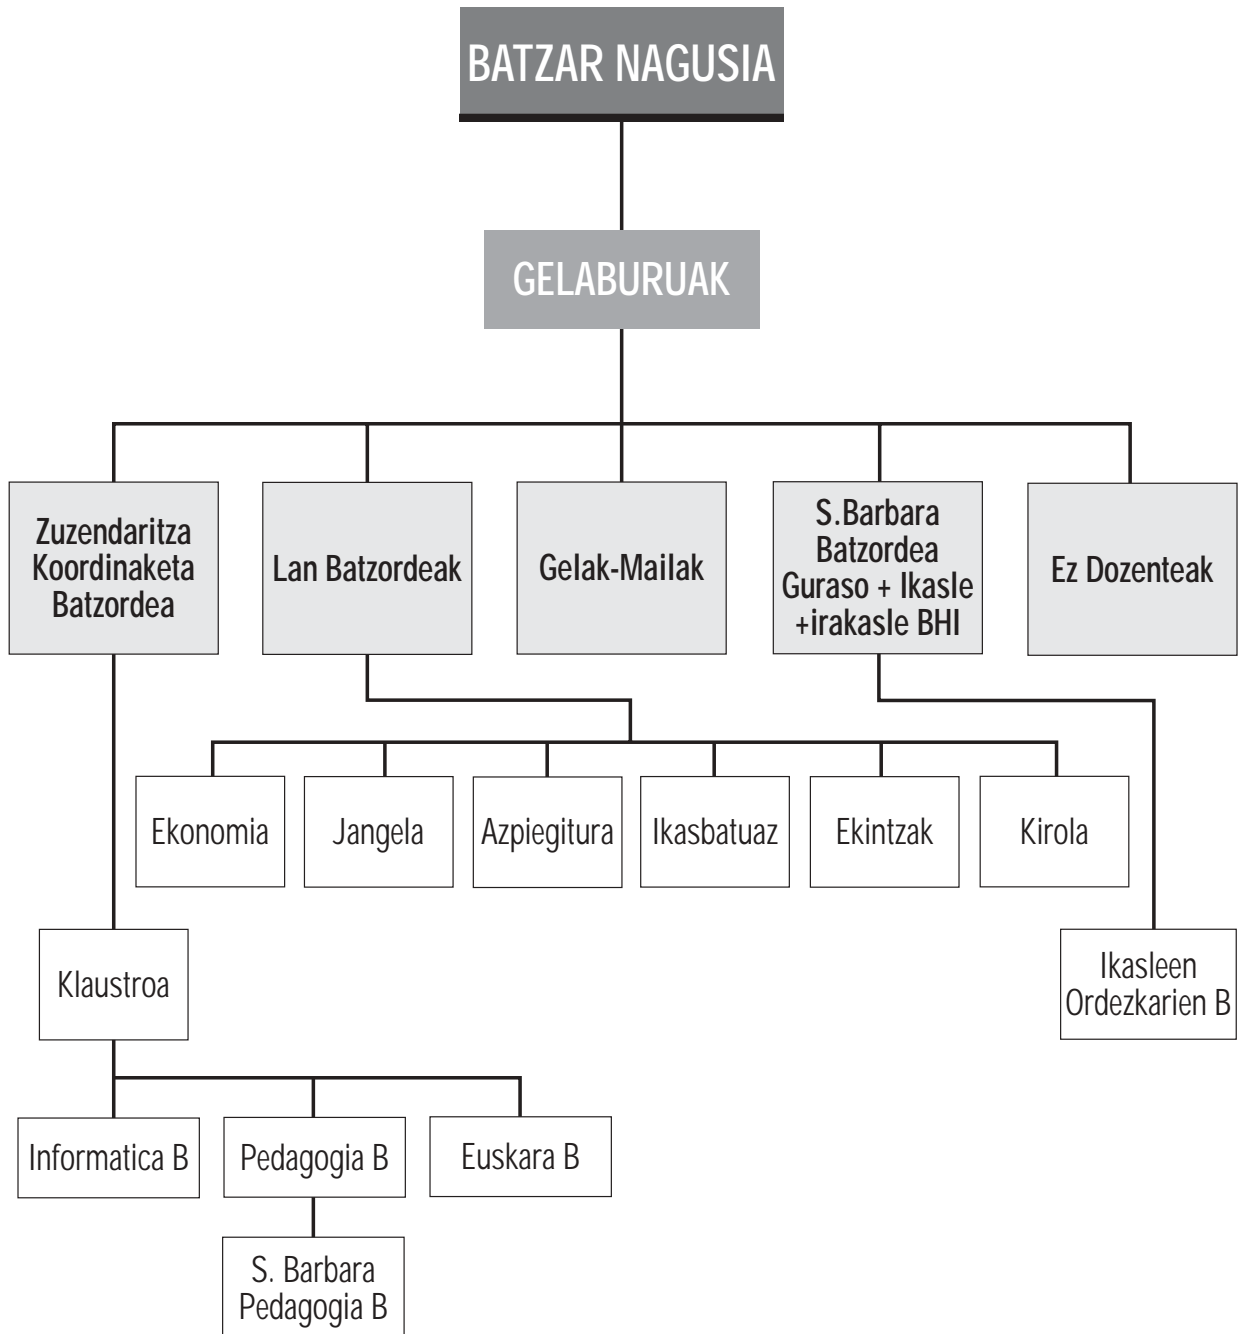 BATZAR NAGUSIA
GELABURUAK
Zuzendaritza
Koordinaketa
Batzordea
Lan Batzordeak
Gelak-Mailak
S.Barbara
Batzordea
Guraso + Ikasle
+irakasle BHI
Ez Dozenteak
Ekonomia
Jangela
Azpiegitura
Ikasbatuaz
Ekintzak
Kirola
Klaustroa
Ikasleen
Ordezkarien B
Informatica B
Pedagogia B
Euskara B
S. Barbara
Pedagogia B